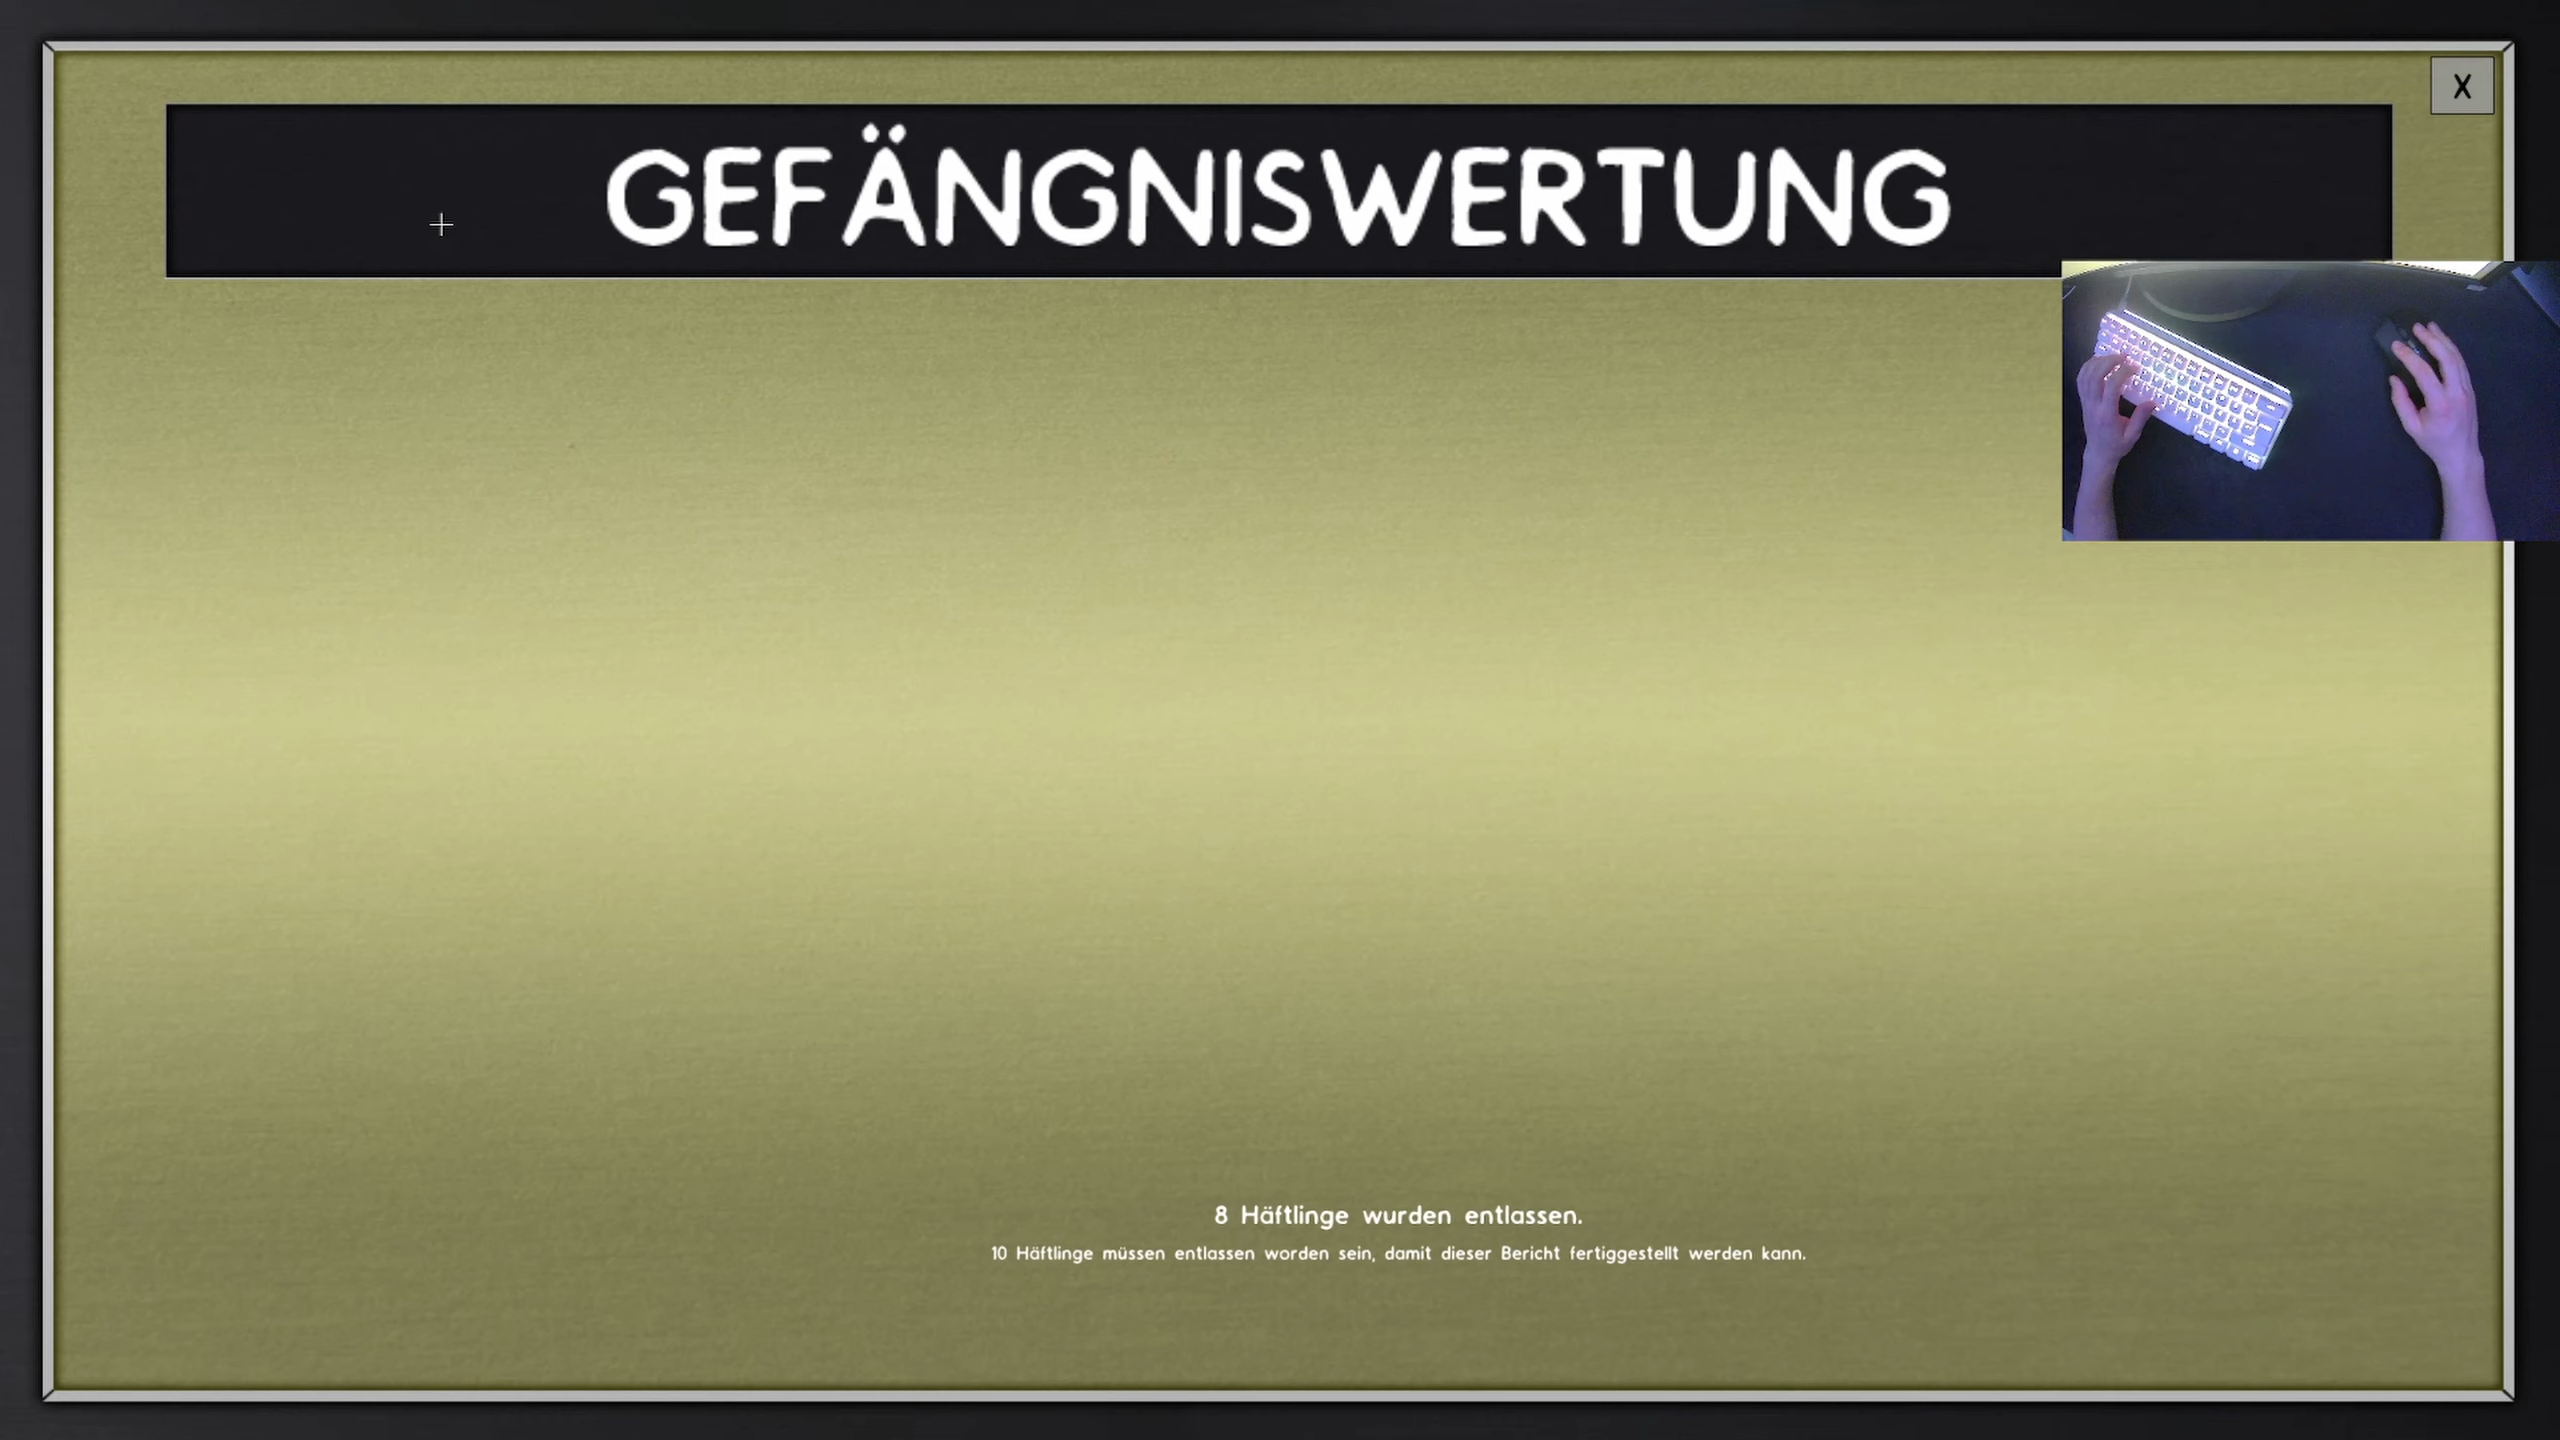 X
GEFÄNGNISWERTUNG
8 Häftlinge wurden entlassen.
10 Häftlinge müssen entlassen worden sein, damit dieser Bericht fertiggestellt werden kann.